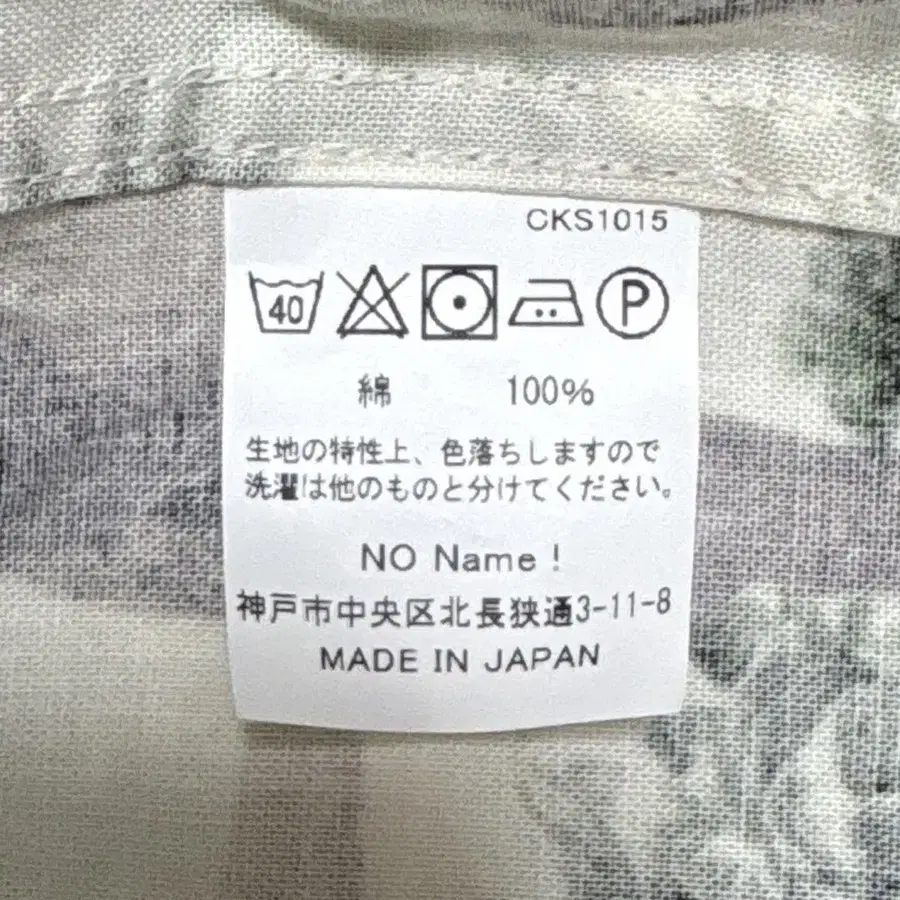 CKS1015
40 P
綿 100%
生地の特性上、色落ちしますので
洗濯は他のものと分けてください。
NO Name !
神戸市中央区北長狭通3-11-8
MADE IN JAPAN